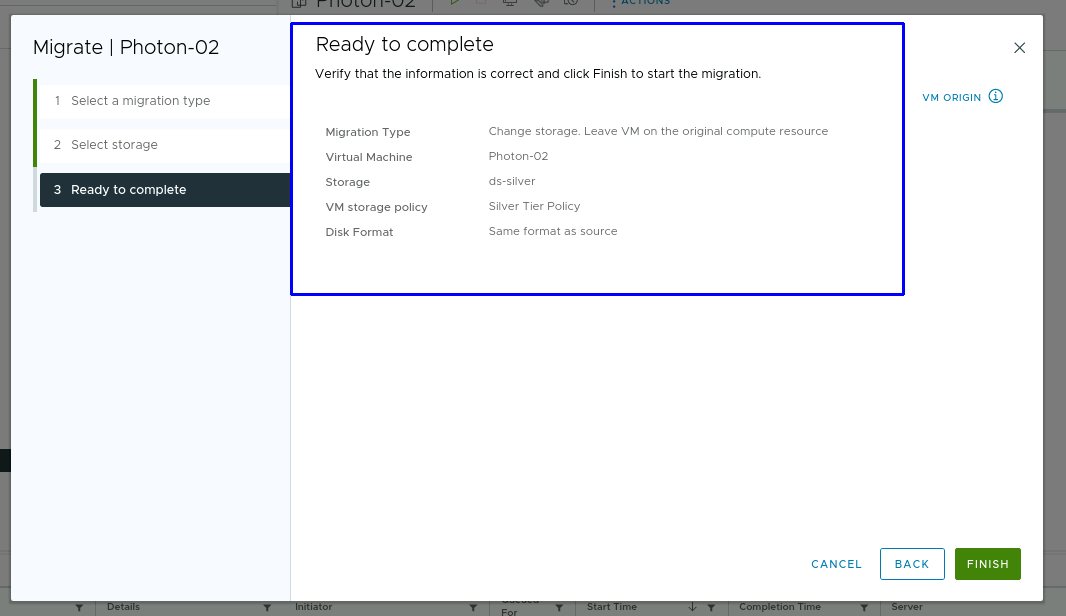 Photon-02
ACTIONS
Migrate | Photon-02
1 Select a migration type
2 Select storage
3 Ready to complete
Ready to complete
Verify that the information is correct and click Finish to start the migration.
VM ORIGIN
Migration Type Change storage. Leave VM on the original compute resource
Virtual Machine Photon-02
Storage ds-silver
VM storage policy Silver Tier Policy
Disk Format Same format as source
CANCEL BACK FINISH
Details Initiator Queued For Start Time Completion Time Server